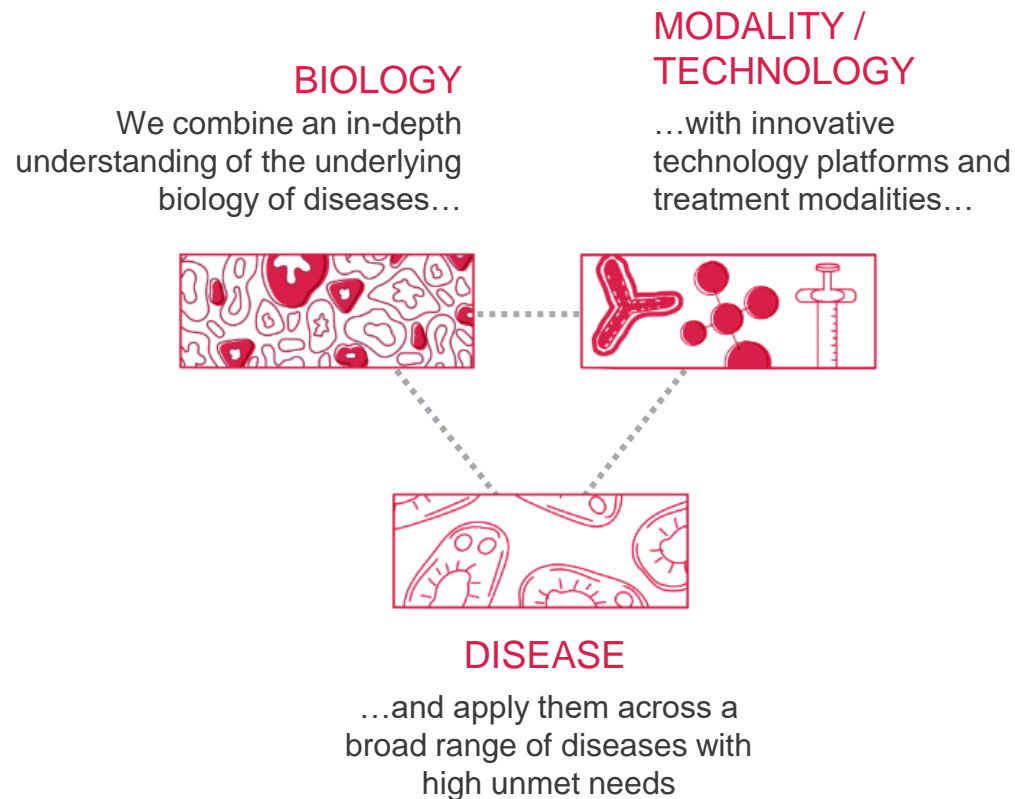 BIOLOGY
We combine an in-depth
understanding of the underlying
biology of diseases…
MODALITY /
TECHNOLOGY
…with innovative
technology platforms and
treatment modalities…
DISEASE
…and apply them across a
broad range of diseases with
high unmet needs